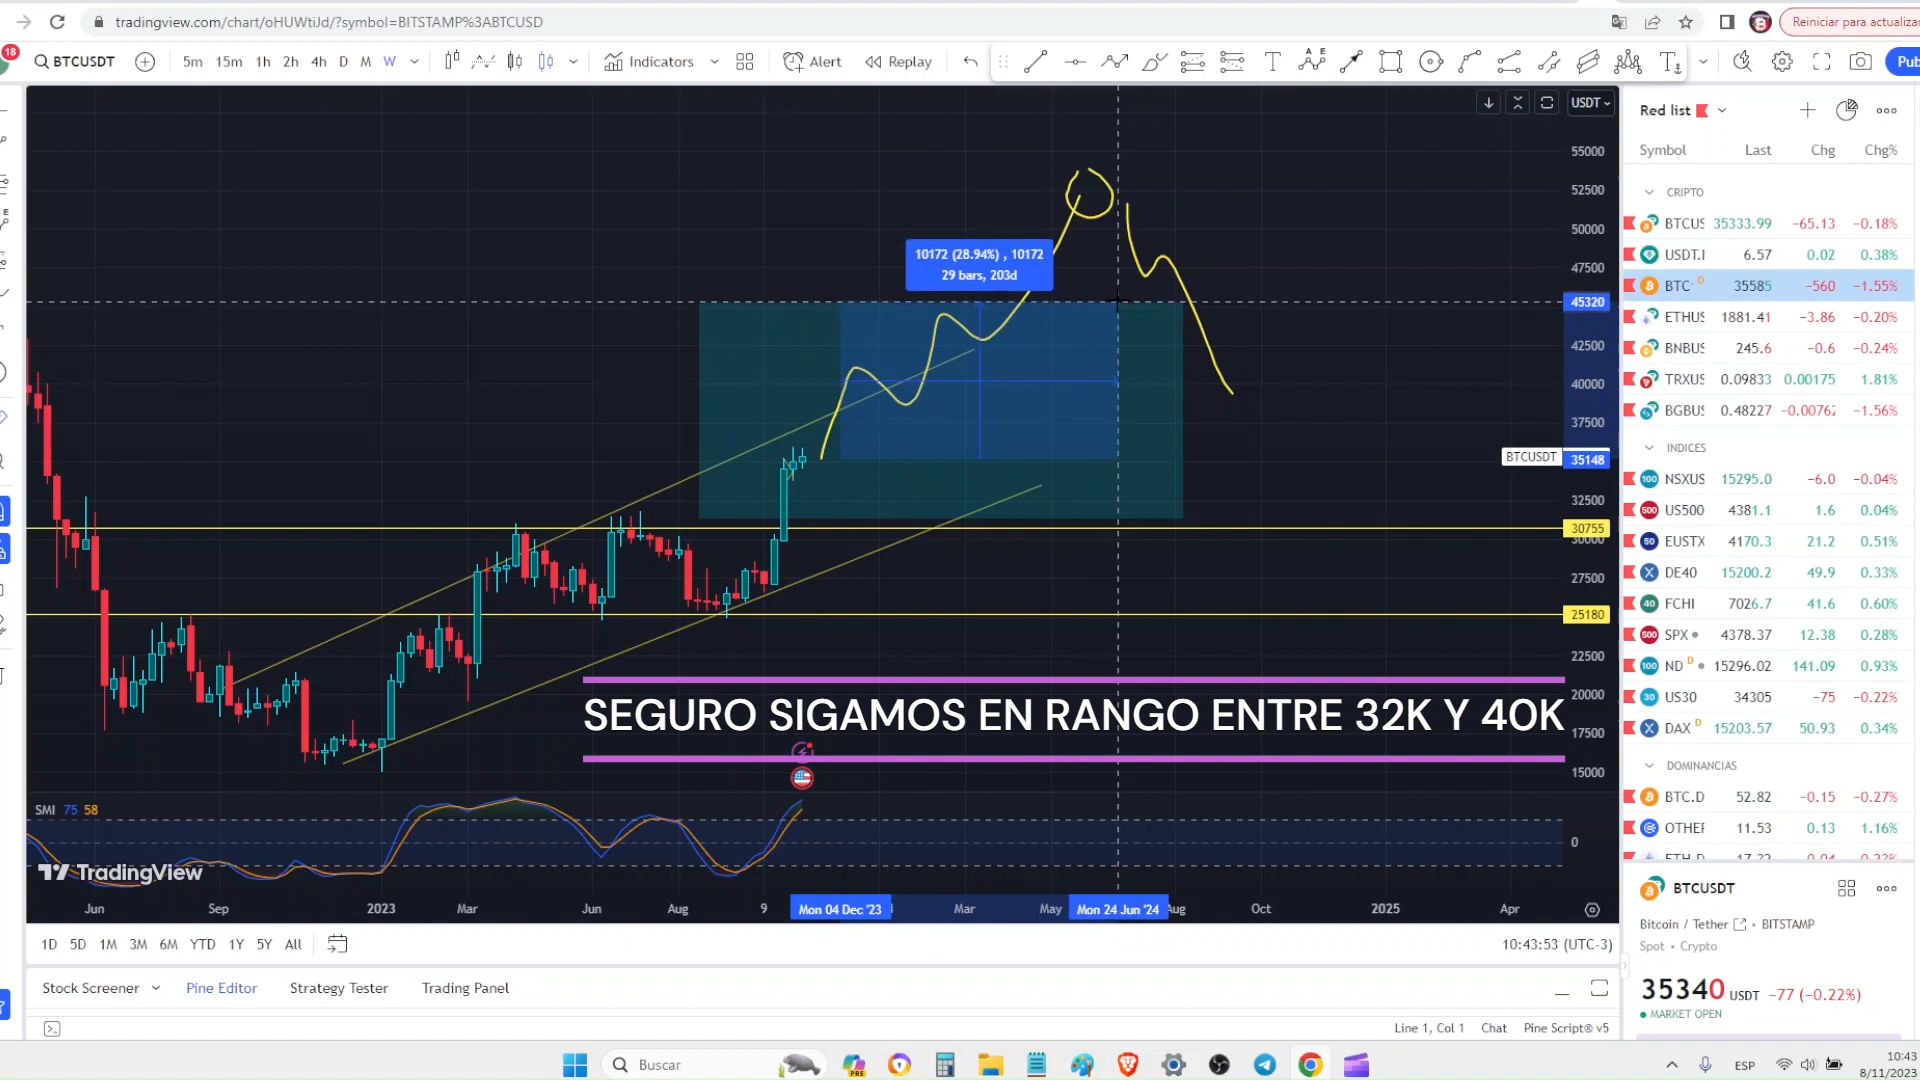 tradingview.com/chart/oHUWtiJd/?symbol=BITSTAMP%3ABTCUSD
Reiniciar para actualizar
18
BTCUSDT
5m 15m 1h 2h 4h D M W
Indicators
Alert
Replay
Pub
USDT
55000
52500
50000
47500
45320
42500
40000
37500
BTCUSDT 35148
32500
30755
30000
27500
25180
22500
20000
17500
15000
10172 (28.94%) , 10172
29 bars, 203d
SEGURO SIGAMOS EN RANGO ENTRE 32K Y 40K
SMI 75 58
0
TradingView
Jun Sep 2023 Mar Jun Aug 9 Mon 04 Dec '23 Mar May Mon 24 Jun '24 Aug Oct 2025 Apr
1D 5D 1M 3M 6M YTD 1Y 5Y All
10:43:53 (UTC-3)
Stock Screener Pine Editor Strategy Tester Trading Panel
Line 1, Col 1 Chat Pine Script® v5
Red list
Symbol Last Chg Chg%
CRIPTO
BTCUS 35333.99 −65.13 −0.18%
USDT.I 6.57 0.02 0.38%
BTC D 35585 −560 −1.55%
ETHUS 1881.41 −3.86 −0.20%
BNBUS 245.6 −0.6 −0.24%
TRXUS 0.09833 0.00175 1.81%
BGBUS 0.48227 −0.00762 −1.56%
INDICES
NSXUS 15295.0 −6.0 −0.04%
US500 4381.1 1.6 0.04%
EUSTX 4170.3 21.2 0.51%
DE40 15200.2 49.9 0.33%
FCHI 7026.7 41.6 0.60%
SPX 4378.37 12.38 0.28%
ND D 15296.02 141.09 0.93%
US30 34305 −75 −0.22%
DAX D 15203.57 50.93 0.34%
DOMINANCIAS
BTC.D 52.82 −0.15 −0.27%
OTHEF 11.53 0.13 1.16%
BTCUSDT
Bitcoin / Tether • BITSTAMP
Spot • Crypto
35340 USDT −77 (−0.22%)
MARKET OPEN
Buscar
PRE
ESP
10:43
8/11/2023